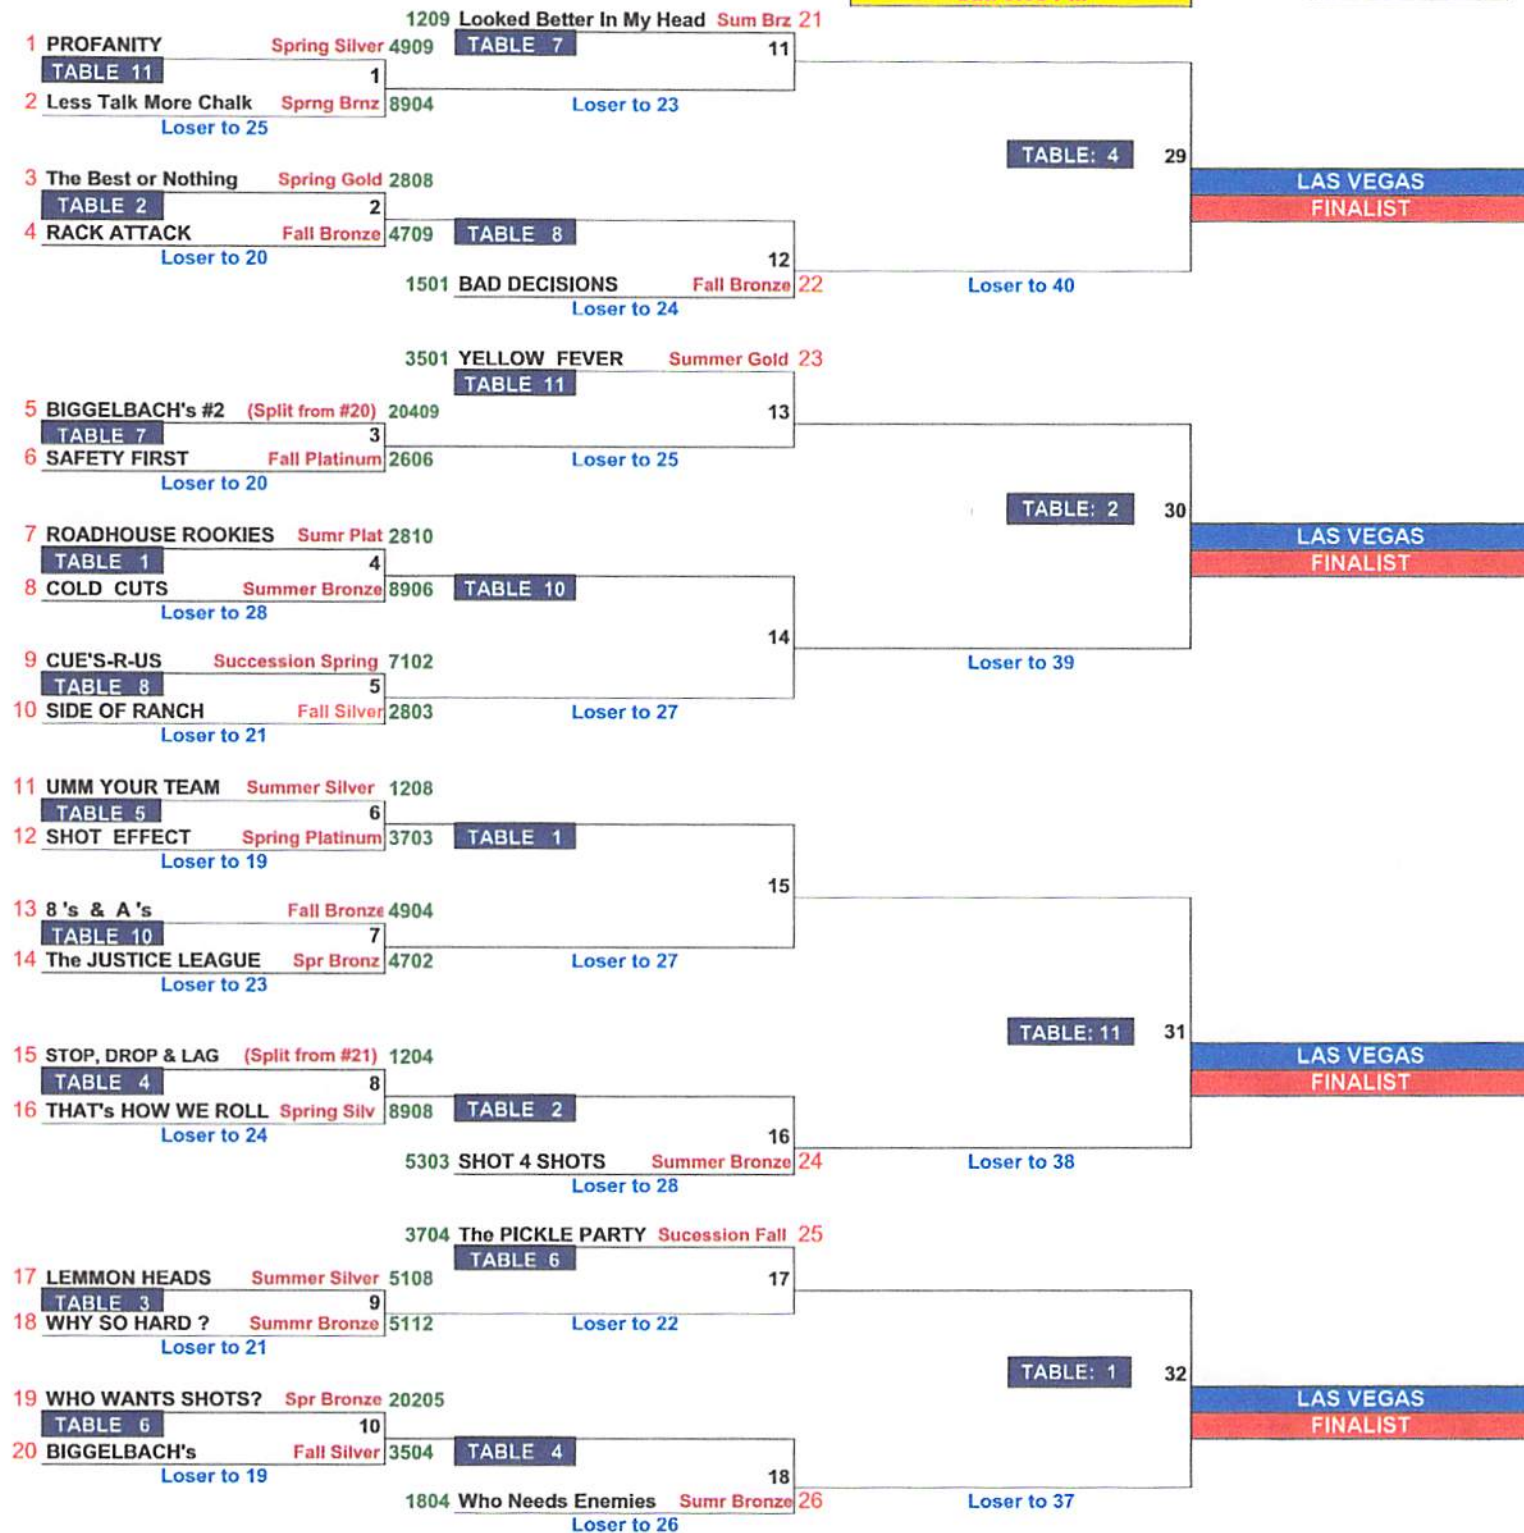 1209 Looked Better In My Head Sum Brz 21
1 PROFANITY Spring Silver 4909 TABLE 7 11
TABLE 11 1
2 Less Talk More Chalk Sprng Brnz 8904 Loser to 23
Loser to 25
TABLE: 4 29
3 The Best or Nothing Spring Gold 2808 LAS VEGAS
TABLE 2 2 FINALIST
4 RACK ATTACK Fall Bronze 4709 TABLE 8
Loser to 20 12
1501 BAD DECISIONS Fall Bronze 22 Loser to 40
Loser to 24
3501 YELLOW FEVER Summer Gold 23
TABLE 11
5 BIGGELBACH's #2 (Split from #20) 20409 13
TABLE 7 3
6 SAFETY FIRST Fall Platinum 2606 Loser to 25
Loser to 20
TABLE: 2 30
7 ROADHOUSE ROOKIES Sumr Plat 2810 LAS VEGAS
TABLE 1 4 FINALIST
8 COLD CUTS Summer Bronze 8906 TABLE 10
Loser to 28
14
9 CUE'S-R-US Succession Spring 7102 Loser to 39
TABLE 8 5
10 SIDE OF RANCH Fall Silver 2803 Loser to 27
Loser to 21
11 UMM YOUR TEAM Summer Silver 1208
TABLE 5 6
12 SHOT EFFECT Spring Platinum 3703 TABLE 1
Loser to 19
15
13 8 's & A 's Fall Bronze 4904
TABLE 10 7
14 The JUSTICE LEAGUE Spr Bronz 4702 Loser to 27
Loser to 23
TABLE: 11 31
15 STOP, DROP & LAG (Split from #21) 1204 LAS VEGAS
TABLE 4 8 FINALIST
16 THAT's HOW WE ROLL Spring Silv 8908 TABLE 2
Loser to 24 16
5303 SHOT 4 SHOTS Summer Bronze 24 Loser to 38
Loser to 28
3704 The PICKLE PARTY Sucession Fall 25
TABLE 6
17 LEMMON HEADS Summer Silver 5108 17
TABLE 3 9
18 WHY SO HARD ? Summr Bronze 5112 Loser to 22
Loser to 21
TABLE: 1 32
19 WHO WANTS SHOTS? Spr Bronze 20205 LAS VEGAS
TABLE 6 10 FINALIST
20 BIGGELBACH's Fall Silver 3504 TABLE 4
Loser to 19 18
1804 Who Needs Enemies Sumr Bronze 26 Loser to 37
Loser to 26